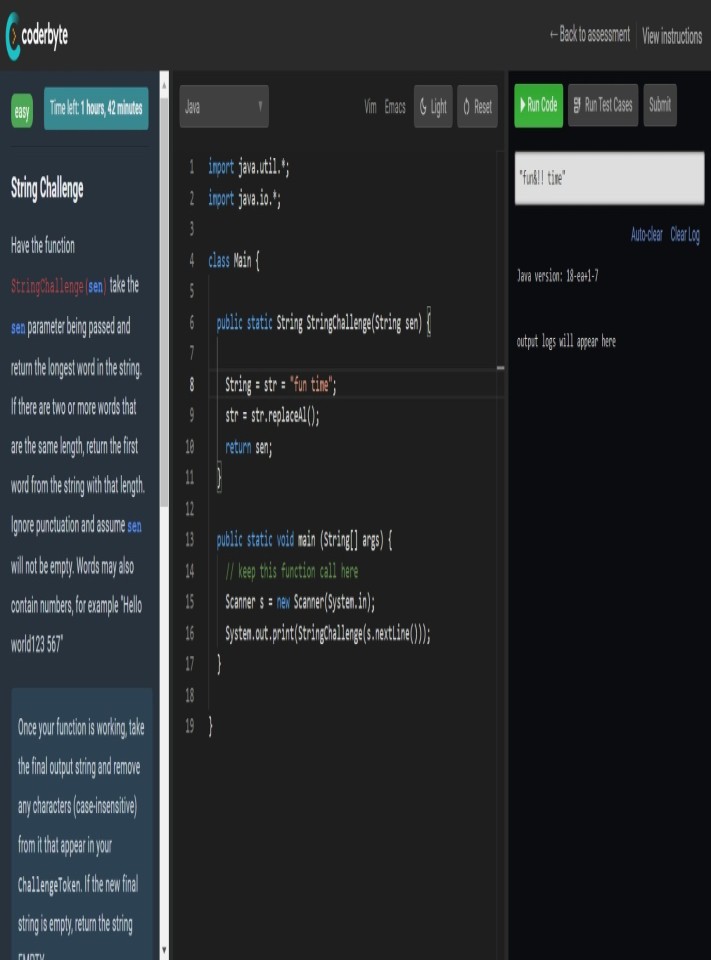 coderbyte
← Back to assessment
View instructions
easy
Time left: 1 hours, 42 minutes
String Challenge
Have the function
StringChallenge(sen) take the
sen parameter being passed and
return the longest word in the string.
If there are two or more words that
are the same length, return the first
word from the string with that length.
Ignore punctuation and assume sen
will not be empty. Words may also
contain numbers, for example "Hello
world123 567"
Once your function is working, take
the final output string and remove
any characters (case-insensitive)
from it that appear in your
ChallengeToken. If the new final
string is empty, return the string
EMPTY
Java
Vim
Emacs
Light
Reset
1 import java.util.*;
2 import java.io.*;
3
4 class Main {
5
6 public static String StringChallenge(String sen) {
7
8 String = str = "fun time";
9 str = str.replaceAl();
10 return sen;
11 }
12
13 public static void main (String[] args) {
14 // keep this function call here
15 Scanner s = new Scanner(System.in);
16 System.out.print(StringChallenge(s.nextLine()));
17 }
18
19 }
Run Code
Run Test Cases
Submit
"fun&!! time"
Auto-clear
Clear Log
Java version: 18-ea+1-7
output logs will appear here